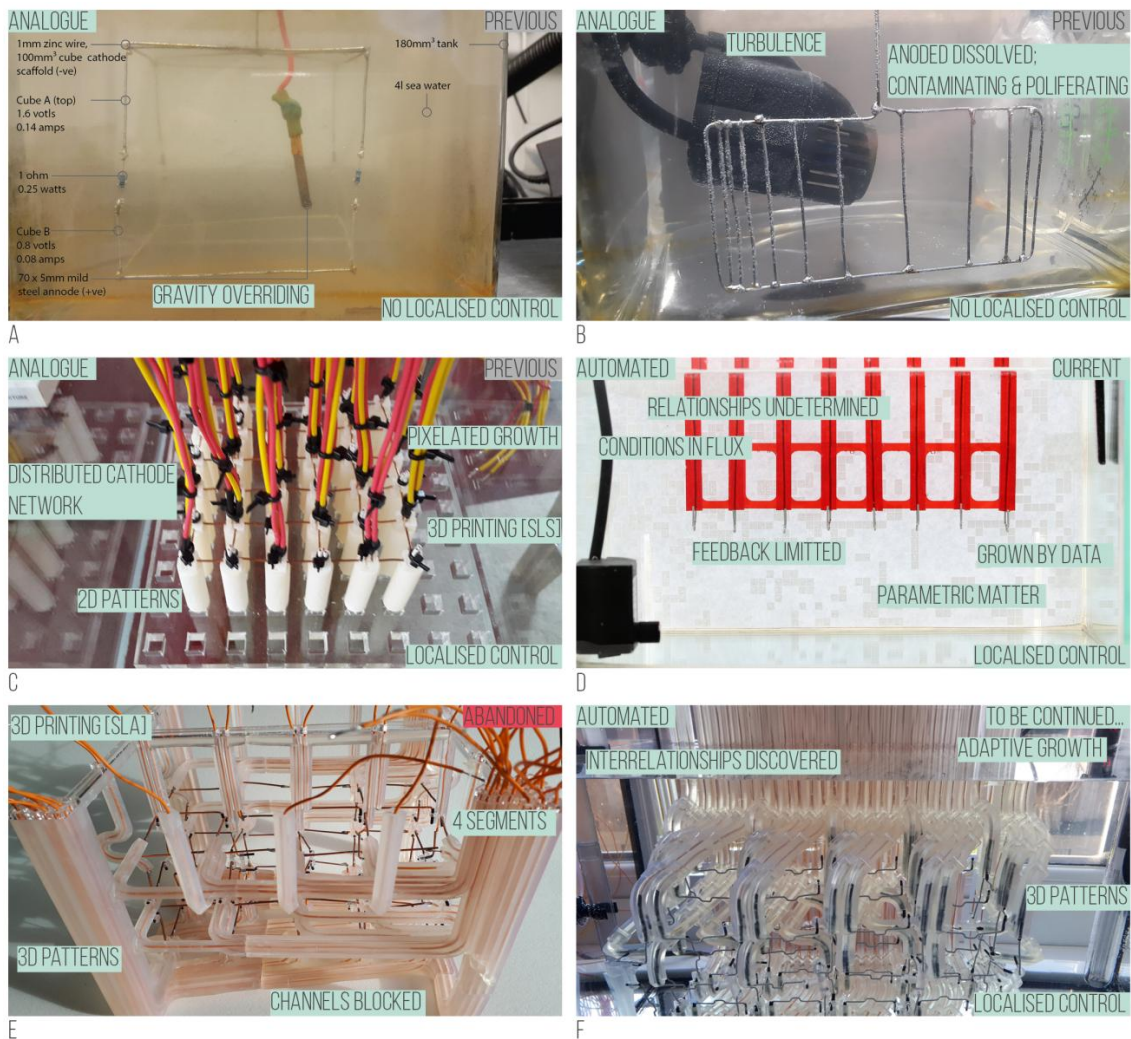 ANALOGUE
PREVIOUS
1mm zinc wire,
100mm³ cube cathode
scaffold (-ve)
180mm³ tank
Cube A (top)
1.6 votls
0.14 amps
4l sea water
1 ohm
0.25 watts
Cube B
0.8 votls
0.08 amps
70 x 5mm mild
steel annode (+ve)
GRAVITY OVERRIDING
NO LOCALISED CONTROL
A
ANALOGUE
PREVIOUS
TURBULENCE
ANODED DISSOLVED;
CONTAMINATING & POLIFERATING
NO LOCALISED CONTROL
B
ANALOGUE
PREVIOUS
PIXELATED GROWTH
DISTRIBUTED CATHODE
NETWORK
3D PRINTING [SLS]
2D PATTERNS
LOCALISED CONTROL
C
AUTOMATED
CURRENT
RELATIONSHIPS UNDETERMINED
CONDITIONS IN FLUX
FEEDBACK LIMITTED
GROWN BY DATA
PARAMETRIC MATTER
LOCALISED CONTROL
D
3D PRINTING [SLA]
ABANDONED
4 SEGMENTS
3D PATTERNS
CHANNELS BLOCKED
E
AUTOMATED
TO BE CONTINUED...
ADAPTIVE GROWTH
INTERRELATIONSHIPS DISCOVERED
3D PATTERNS
LOCALISED CONTROL
F